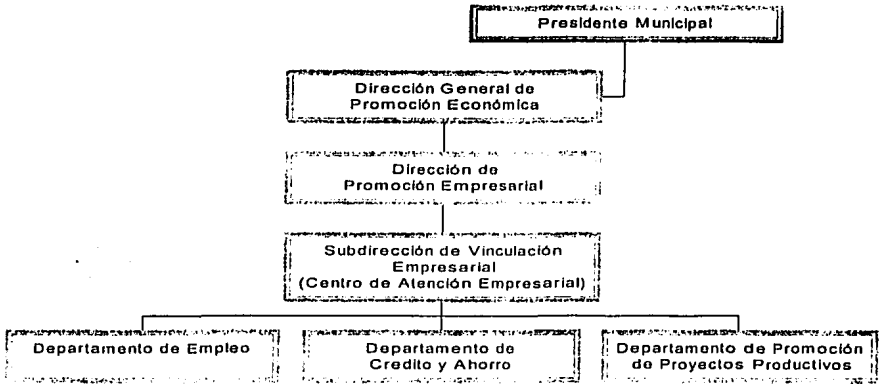 Presidente Municipal
Dirección General de
Promoción Económica
Dirección de
Promoción Empresarial
Subdirección de Vinculación
Empresarial
(Centro de Atención Empresarial)
Departamento de Empleo
Departamento de
Credito y Ahorro
Departamento de Promoción
de Proyectos Productivos